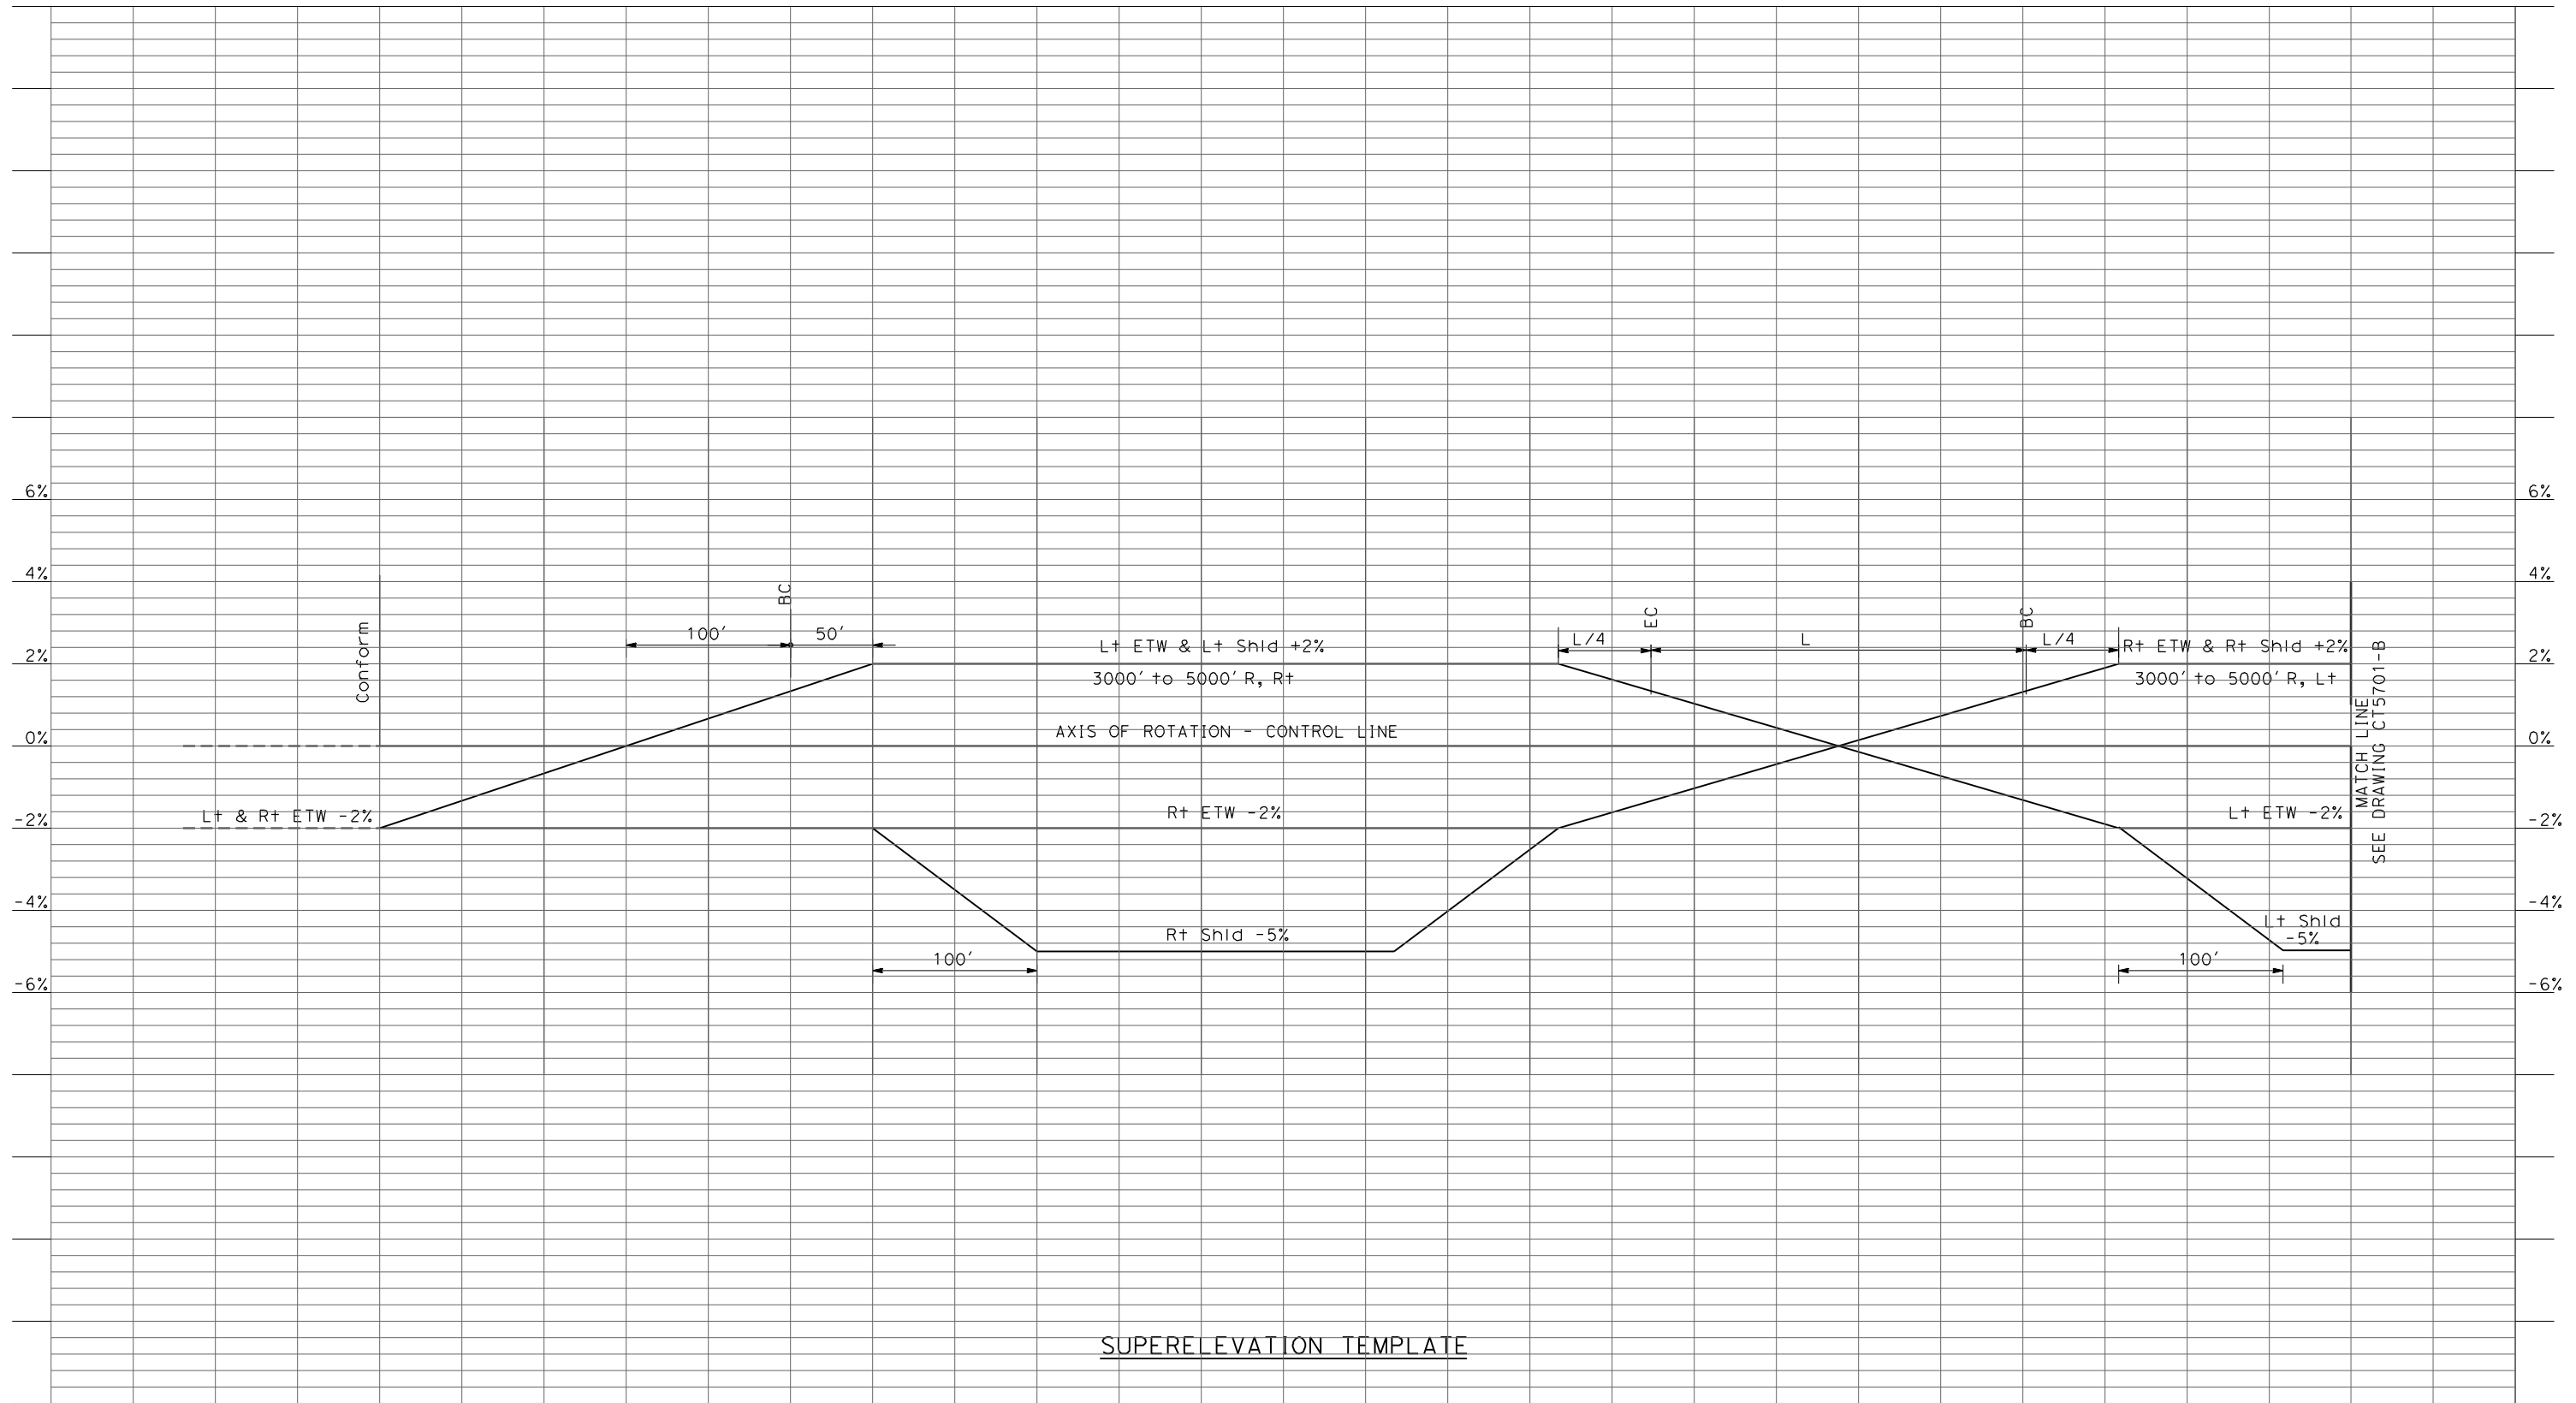 6%
6%
4%
4%
BC
Conform
100'
50'
Lt ETW & Lt Shld +2%
3000' to 5000' R, Rt
L/4
EC
L
BC
L/4
Rt ETW & Rt Shld +2%
3000' to 5000' R, Lt
2%
2%
MATCH LINE
SEE DRAWING CT5701-B
AXIS OF ROTATION - CONTROL LINE
0%
0%
Lt & Rt ETW -2%
Rt ETW -2%
Lt ETW -2%
-2%
-2%
-4%
-4%
Rt Shld -5%
Lt Shld
-5%
100'
100'
-6%
-6%
SUPERELEVATION TEMPLATE